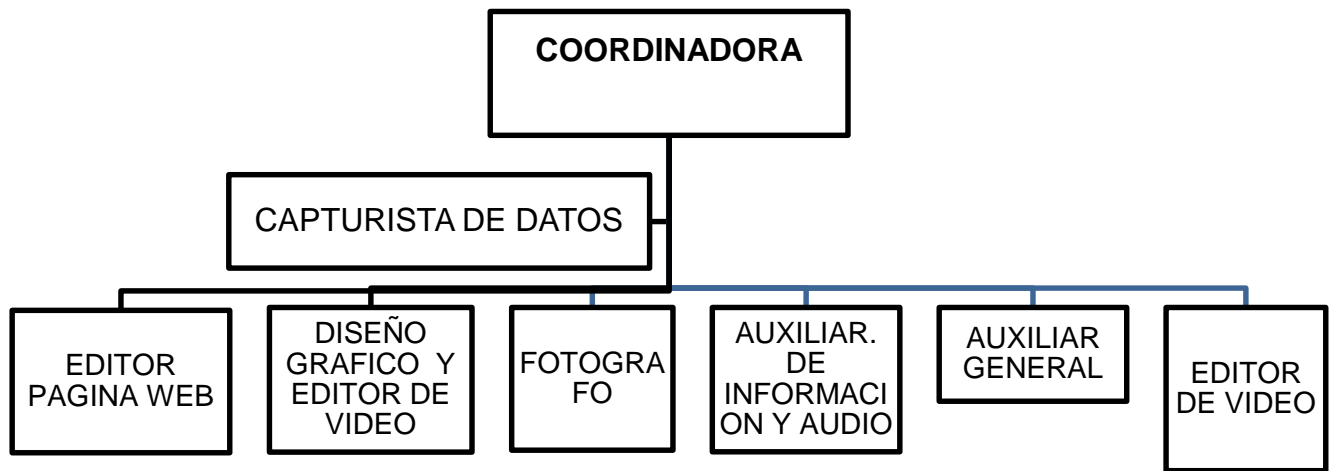 COORDINADORA
CAPTURISTA DE DATOS
EDITOR
PAGINA WEB
DISEÑO
GRAFICO Y
EDITOR DE
VIDEO
FOTOGRA
FO
AUXILIAR.
DE
INFORMACI
ON Y AUDIO
AUXILIAR
GENERAL
EDITOR
DE VIDEO